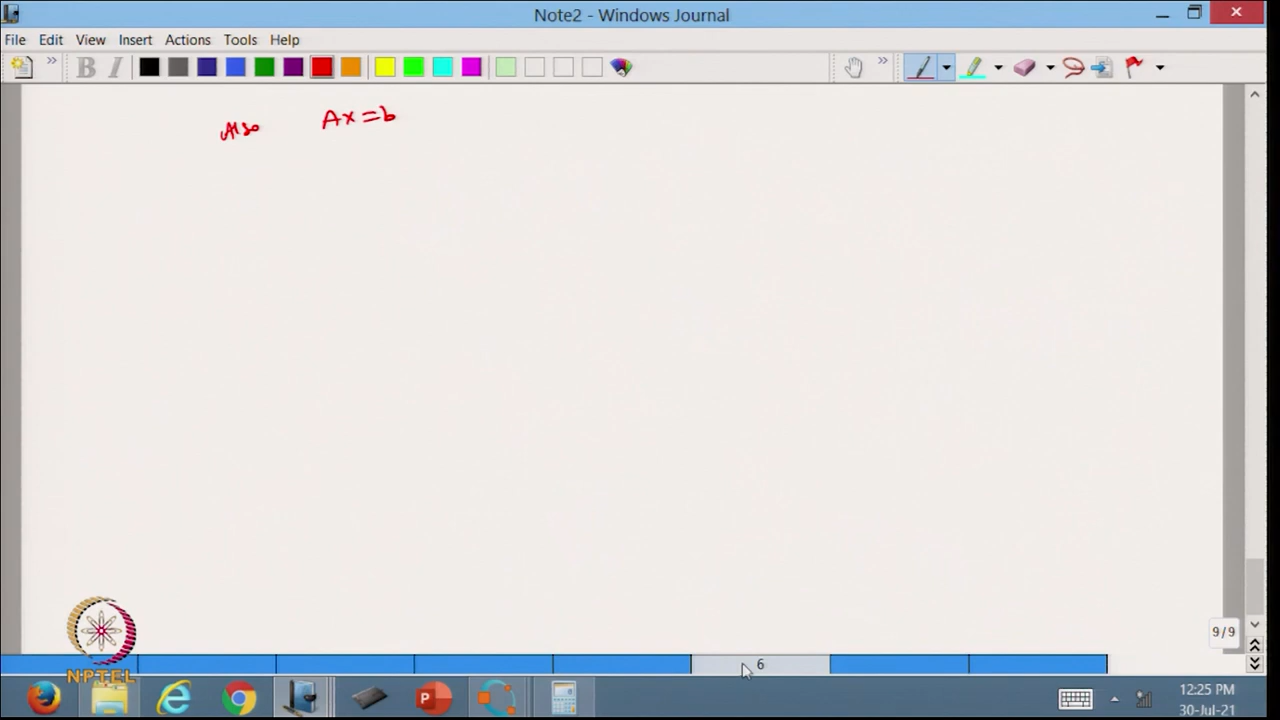 Note2 - Windows Journal
File Edit View Insert Actions Tools Help
B I
Also Ax=b
9/9
NPTEL
6
12:25 PM
30-Jul-21